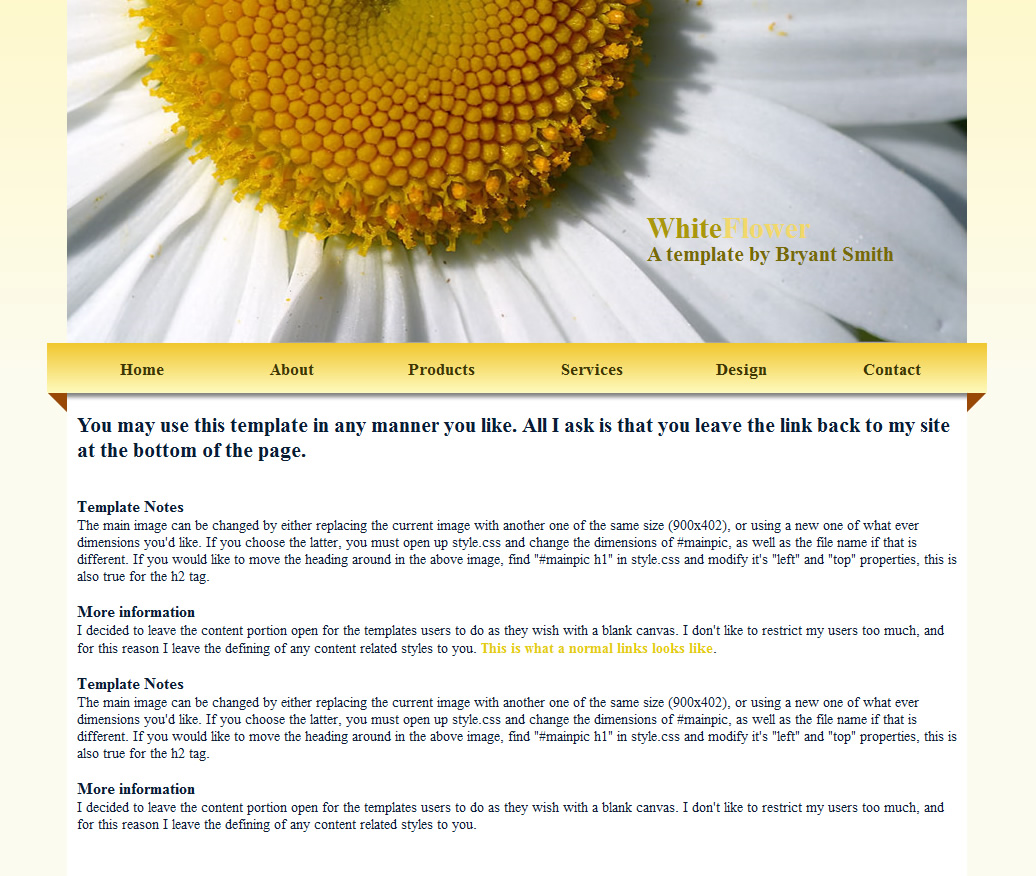 WhiteFlower
A template by Bryant Smith
Home About Products Services Design Contact
You may use this template in any manner you like. All I ask is that you leave the link back to my site
at the bottom of the page.
Template Notes
The main image can be changed by either replacing the current image with another one of the same size (900x402), or using a new one of what ever
dimensions you'd like. If you choose the latter, you must open up style.css and change the dimensions of #mainpic, as well as the file name if that is
different. If you would like to move the heading around in the above image, find "#mainpic h1" in style.css and modify it's "left" and "top" properties, this is
also true for the h2 tag.
More information
I decided to leave the content portion open for the templates users to do as they wish with a blank canvas. I don't like to restrict my users too much, and
for this reason I leave the defining of any content related styles to you. This is what a normal links looks like.
Template Notes
The main image can be changed by either replacing the current image with another one of the same size (900x402), or using a new one of what ever
dimensions you'd like. If you choose the latter, you must open up style.css and change the dimensions of #mainpic, as well as the file name if that is
different. If you would like to move the heading around in the above image, find "#mainpic h1" in style.css and modify it's "left" and "top" properties, this is
also true for the h2 tag.
More information
I decided to leave the content portion open for the templates users to do as they wish with a blank canvas. I don't like to restrict my users too much, and
for this reason I leave the defining of any content related styles to you.